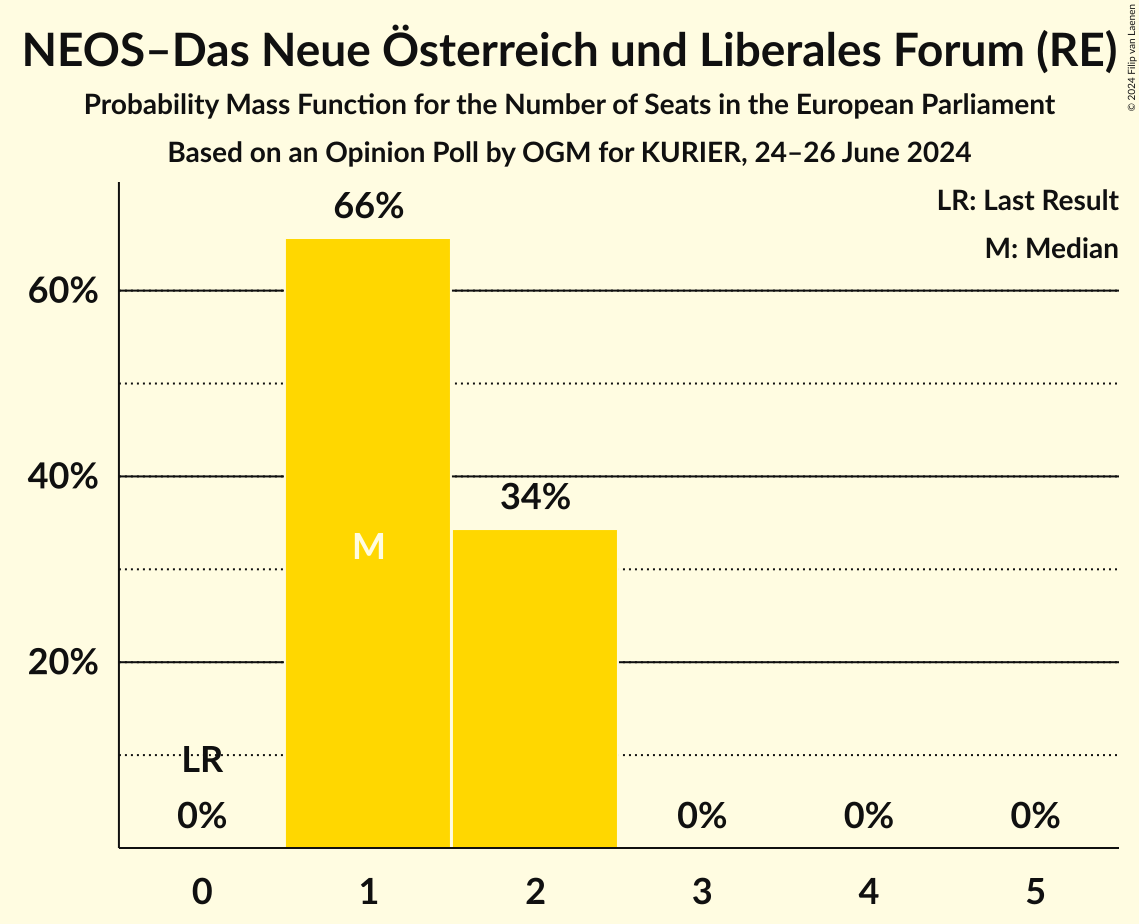 NEOS–Das Neue Österreich und Liberales Forum (RE)
Probability Mass Function for the Number of Seats in the European Parliament
Based on an Opinion Poll by OGM for KURIER, 24–26 June 2024
© 2024 Filip van Laenen
LR: Last Result
M: Median
66%
60%
40%
34%
M
20%
LR
0%
0%
0%
0%
0
1
2
3
4
5